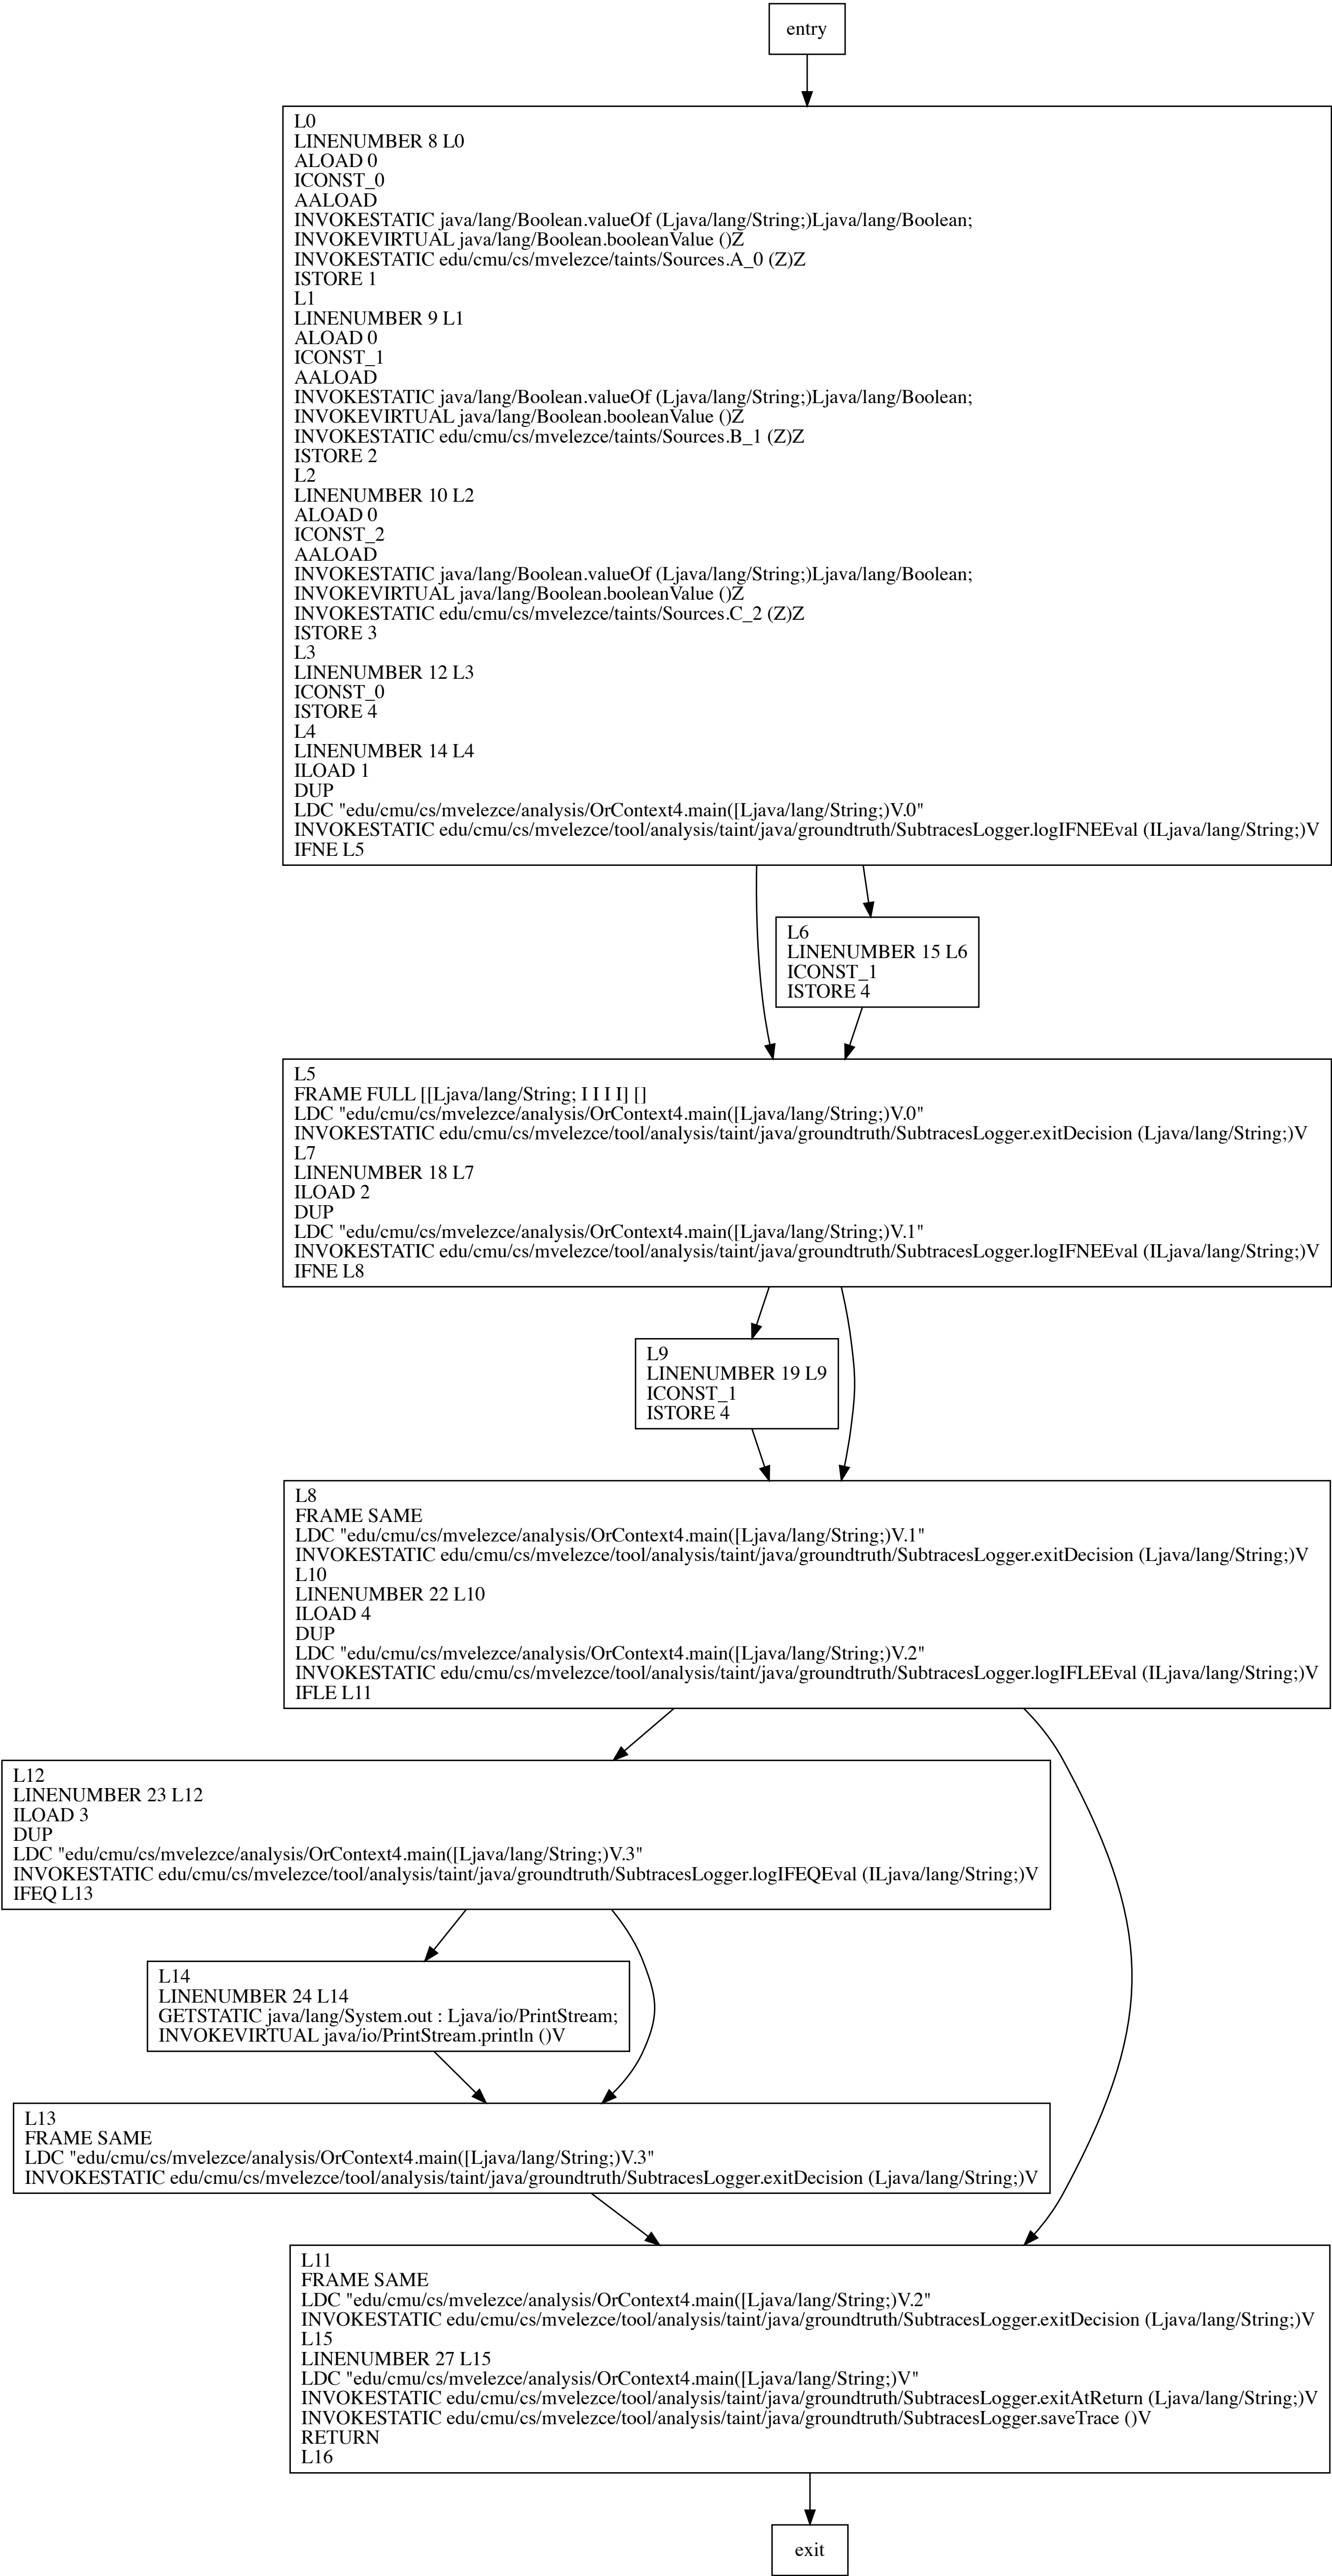 entry
L0
LINENUMBER 8 L0
ALOAD 0
ICONST_0
AALOAD
INVOKESTATIC java/lang/Boolean.valueOf (Ljava/lang/String;)Ljava/lang/Boolean;
INVOKEVIRTUAL java/lang/Boolean.booleanValue ()Z
INVOKESTATIC edu/cmu/cs/mvelezce/taints/Sources.A_0 (Z)Z
ISTORE 1
L1
LINENUMBER 9 L1
ALOAD 0
ICONST_1
AALOAD
INVOKESTATIC java/lang/Boolean.valueOf (Ljava/lang/String;)Ljava/lang/Boolean;
INVOKEVIRTUAL java/lang/Boolean.booleanValue ()Z
INVOKESTATIC edu/cmu/cs/mvelezce/taints/Sources.B_1 (Z)Z
ISTORE 2
L2
LINENUMBER 10 L2
ALOAD 0
ICONST_2
AALOAD
INVOKESTATIC java/lang/Boolean.valueOf (Ljava/lang/String;)Ljava/lang/Boolean;
INVOKEVIRTUAL java/lang/Boolean.booleanValue ()Z
INVOKESTATIC edu/cmu/cs/mvelezce/taints/Sources.C_2 (Z)Z
ISTORE 3
L3
LINENUMBER 12 L3
ICONST_0
ISTORE 4
L4
LINENUMBER 14 L4
ILOAD 1
DUP
LDC "edu/cmu/cs/mvelezce/analysis/OrContext4.main([Ljava/lang/String;)V.0"
INVOKESTATIC edu/cmu/cs/mvelezce/tool/analysis/taint/java/groundtruth/SubtracesLogger.logIFNEEval (ILjava/lang/String;)V
IFNE L5
L6
LINENUMBER 15 L6
ICONST_1
ISTORE 4
L5
FRAME FULL [[Ljava/lang/String; I I I I] []
LDC "edu/cmu/cs/mvelezce/analysis/OrContext4.main([Ljava/lang/String;)V.0"
INVOKESTATIC edu/cmu/cs/mvelezce/tool/analysis/taint/java/groundtruth/SubtracesLogger.exitDecision (Ljava/lang/String;)V
L7
LINENUMBER 18 L7
ILOAD 2
DUP
LDC "edu/cmu/cs/mvelezce/analysis/OrContext4.main([Ljava/lang/String;)V.1"
INVOKESTATIC edu/cmu/cs/mvelezce/tool/analysis/taint/java/groundtruth/SubtracesLogger.logIFNEEval (ILjava/lang/String;)V
IFNE L8
L9
LINENUMBER 19 L9
ICONST_1
ISTORE 4
L8
FRAME SAME
LDC "edu/cmu/cs/mvelezce/analysis/OrContext4.main([Ljava/lang/String;)V.1"
INVOKESTATIC edu/cmu/cs/mvelezce/tool/analysis/taint/java/groundtruth/SubtracesLogger.exitDecision (Ljava/lang/String;)V
L10
LINENUMBER 22 L10
ILOAD 4
DUP
LDC "edu/cmu/cs/mvelezce/analysis/OrContext4.main([Ljava/lang/String;)V.2"
INVOKESTATIC edu/cmu/cs/mvelezce/tool/analysis/taint/java/groundtruth/SubtracesLogger.logIFLEEval (ILjava/lang/String;)V
IFLE L11
L12
LINENUMBER 23 L12
ILOAD 3
DUP
LDC "edu/cmu/cs/mvelezce/analysis/OrContext4.main([Ljava/lang/String;)V.3"
INVOKESTATIC edu/cmu/cs/mvelezce/tool/analysis/taint/java/groundtruth/SubtracesLogger.logIFEQEval (ILjava/lang/String;)V
IFEQ L13
L14
LINENUMBER 24 L14
GETSTATIC java/lang/System.out : Ljava/io/PrintStream;
INVOKEVIRTUAL java/io/PrintStream.println ()V
L13
FRAME SAME
LDC "edu/cmu/cs/mvelezce/analysis/OrContext4.main([Ljava/lang/String;)V.3"
INVOKESTATIC edu/cmu/cs/mvelezce/tool/analysis/taint/java/groundtruth/SubtracesLogger.exitDecision (Ljava/lang/String;)V
L11
FRAME SAME
LDC "edu/cmu/cs/mvelezce/analysis/OrContext4.main([Ljava/lang/String;)V.2"
INVOKESTATIC edu/cmu/cs/mvelezce/tool/analysis/taint/java/groundtruth/SubtracesLogger.exitDecision (Ljava/lang/String;)V
L15
LINENUMBER 27 L15
LDC "edu/cmu/cs/mvelezce/analysis/OrContext4.main([Ljava/lang/String;)V"
INVOKESTATIC edu/cmu/cs/mvelezce/tool/analysis/taint/java/groundtruth/SubtracesLogger.exitAtReturn (Ljava/lang/String;)V
INVOKESTATIC edu/cmu/cs/mvelezce/tool/analysis/taint/java/groundtruth/SubtracesLogger.saveTrace ()V
RETURN
L16
exit